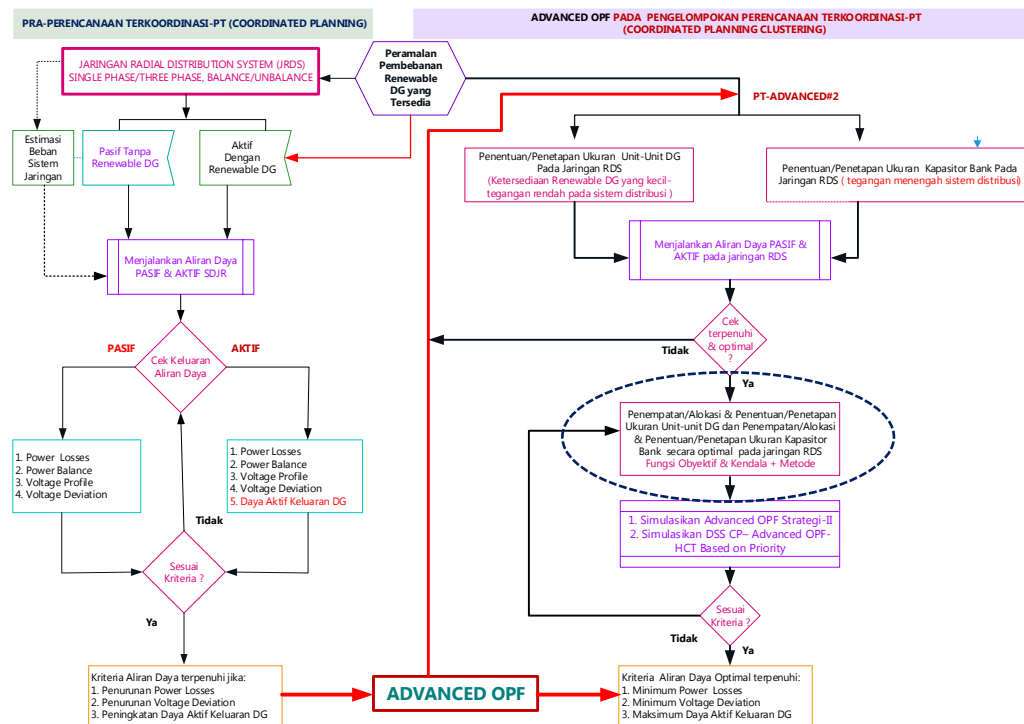 PRA-PERENCANAAN TERKOORDINASI-PT (COORDINATED PLANNING)
ADVANCED OPF PADA PENGELOMPOKAN PERENCANAAN TERKOORDINASI-PT
(COORDINATED PLANNING CLUSTERING)
JARINGAN RADIAL DISTRIBUTION SYSTEM (JRDS)
SINGLE PHASE/THREE PHASE, BALANCE/UNBALANCE
Peramalan
Pembebanan
Renewable
DG yang
Tersedia
PT-ADVANCED#2
Estimasi
Beban
Sistem
Jaringan
Pasif Tanpa
Renewable DG
Aktif
Dengan
Renewable DG
Penentuan/Penetapan Ukuran Unit-Unit DG
Pada Jaringan RDS
(Ketersediaan Renewable DG yang kecil-
tegangan rendah pada sistem distribusi )
Penentuan/Penetapan Ukuran Kapasitor Bank Pada
Jaringan RDS ( tegangan menengah sistem distribusi)
Menjalankan Aliran Daya
PASIF & AKTIF SDJR
Menjalankan Aliran Daya PASIF &
AKTIF pada jaringan RDS
PASIF
AKTIF
Cek Keluaran
Aliran Daya
Cek
terpenuhi
& optimal
?
Tidak
Ya
1. Power Losses
2. Power Balance
3. Voltage Profile
4. Voltage Deviation
1. Power Losses
2. Power Balance
3. Voltage Profile
4. Voltage Deviation
5. Daya Aktif Keluaran DG
Penempatan/Alokasi & Penentuan/Penetapan
Ukuran Unit-unit DG dan Penempatan/Alokasi
& Penentuan/Penetapan Ukuran Kapasitor
Bank secara optimal pada jaringan RDS
Fungsi Obyektif & Kendala + Metode
Tidak
1. Simulasikan Advanced OPF Strategi-II
2. Simulasikan DSS CP– Advanced OPF-
HCT Based on Priority
Sesuai
Kriteria ?
Ya
Sesuai
Kriteria ?
Tidak
Ya
Kriteria Aliran Daya terpenuhi jika:
1. Penurunan Power Losses
2. Penurunan Voltage Deviation
3. Peningkatan Daya Aktif Keluaran DG
ADVANCED OPF
Kriteria Aliran Daya Optimal terpenuhi:
1. Minimum Power Losses
2. Minimum Voltage Deviation
3. Maksimum Daya Aktif Keluaran DG